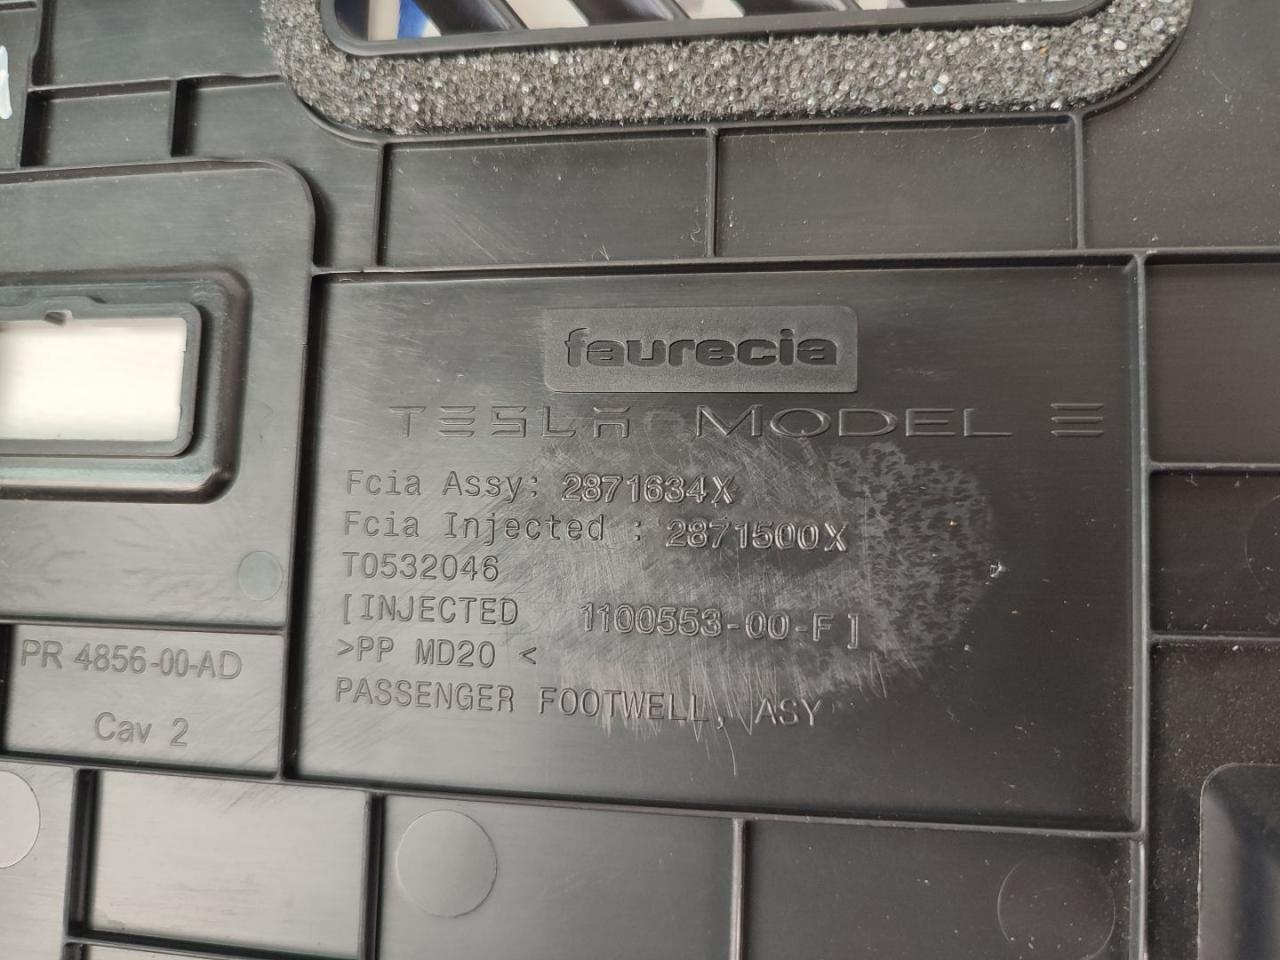 faurecia
TESLA MODEL Ξ
Fcia Assy: 2871634X
Fcia Injected : 2871500X
T0532046
[INJECTED 1100553-00-F]
>PP MD20 <
PASSENGER FOOTWELL, ASY
PR 4856-00-AD
Cav 2